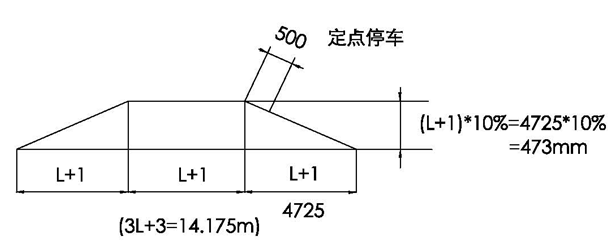 500 定点停车
(L+1)*10%=4725*10%
=473mm
L+1 L+1 L+1
4725
(3L+3=14.175m)